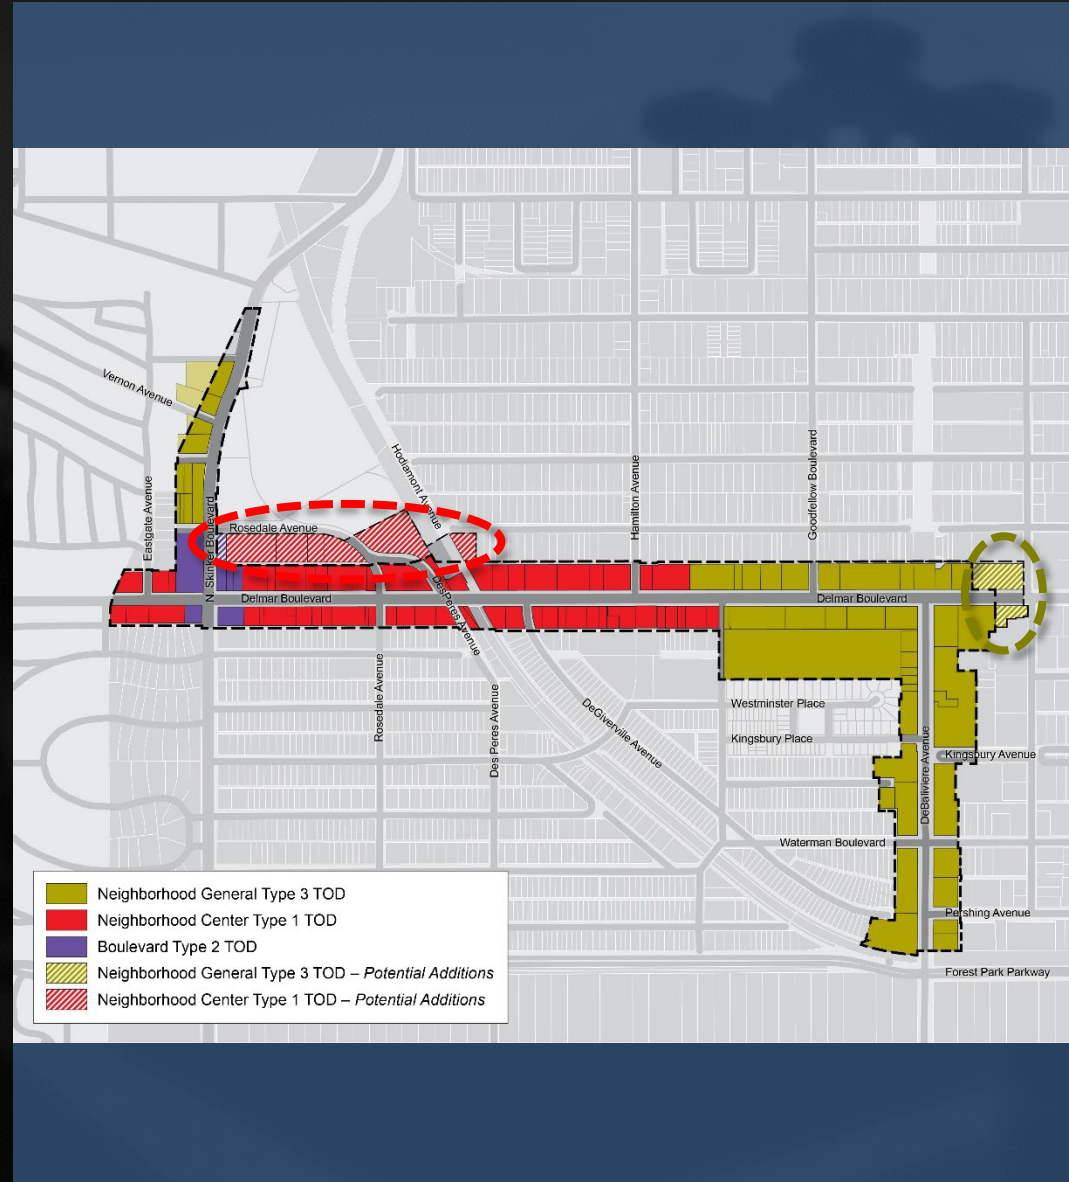 Vernon Avenue
Eastgate Avenue
N. Skinker Boulevard
Rosedale Avenue
Hodiamont Avenue
Hamilton Avenue
Goodfellow Boulevard
Delmar Boulevard
DesPeres Avenue
Delmar Boulevard
Rosedale Avenue
Des Peres Avenue
DeGiverville Avenue
Westminster Place
Kingsbury Place
DeBaliviere Avenue
Kingsbury Avenue
Waterman Boulevard
Pershing Avenue
Forest Park Parkway
Neighborhood General Type 3 TOD
Neighborhood Center Type 1 TOD
Boulevard Type 2 TOD
Neighborhood General Type 3 TOD – Potential Additions
Neighborhood Center Type 1 TOD – Potential Additions